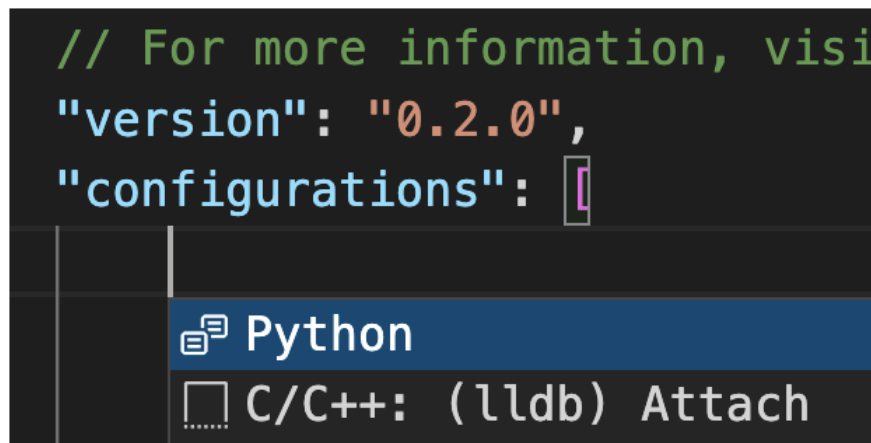 // For more information, visi
"version": "0.2.0",
"configurations": [
Python
C/C++: (lldb) Attach